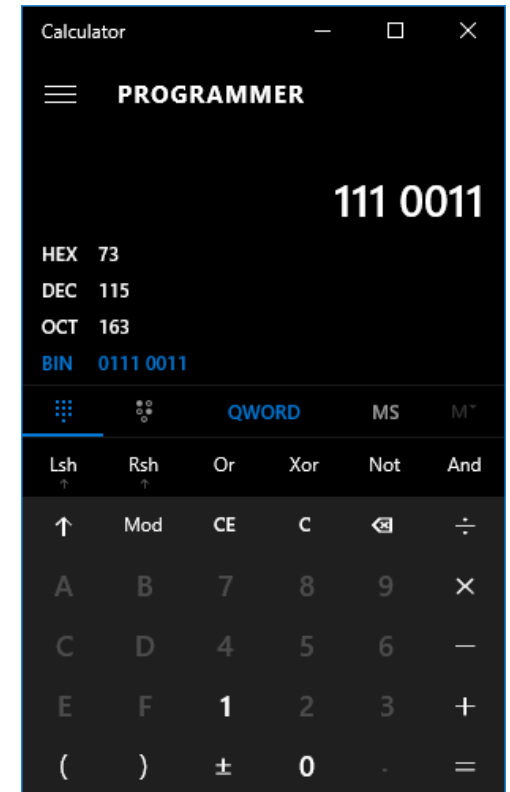 Calculator
PROGRAMMER
111 0011
HEX 73
DEC 115
OCT 163
BIN 0111 0011
QWORD MS M
Lsh Rsh Or Xor Not And
↑ ↑
↑ Mod CE C ⌫ ÷
A B 7 8 9 ×
C D 4 5 6 −
E F 1 2 3 +
( ) ± 0 . =